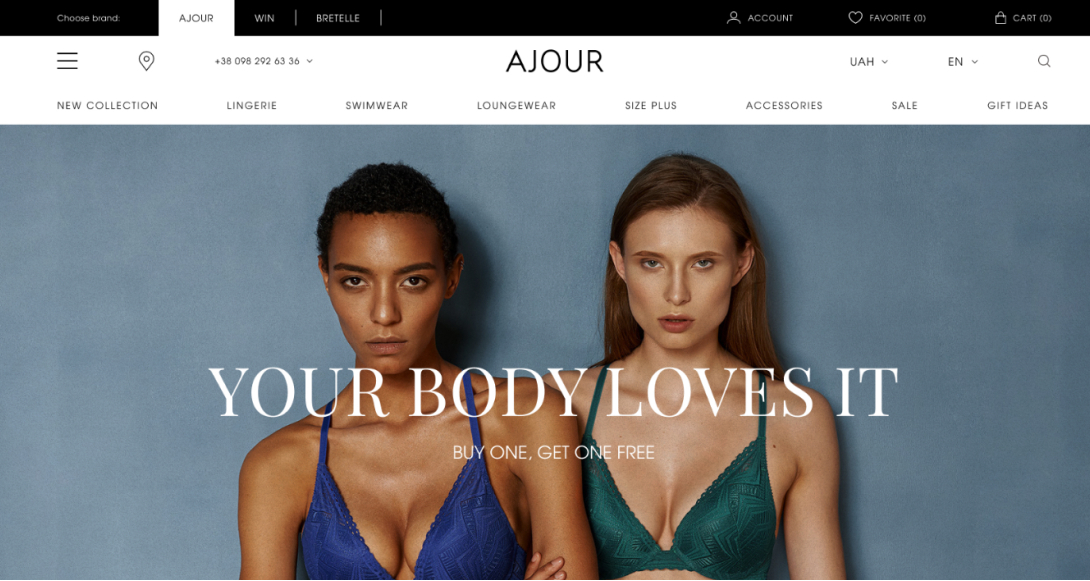 Choose brand:
AJOUR
WIN
BRETELLE
ACCOUNT
FAVORITE (0)
CART (0)
+38 098 292 63 36
AJOUR
UAH
EN
NEW COLLECTION
LINGERIE
SWIMWEAR
LOUNGEWEAR
SIZE PLUS
ACCESSORIES
SALE
GIFT IDEAS
YOUR BODY LOVES IT
BUY ONE, GET ONE FREE